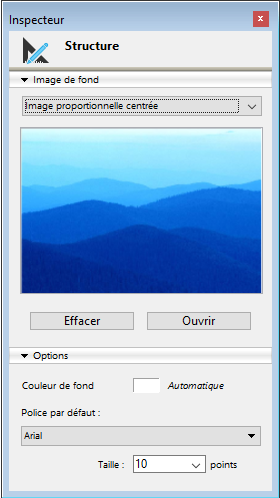 Inspecteur
Structure
Image de fond
Image proportionnelle centrée
Effacer
Ouvrir
Options
Couleur de fond
Automatique
Police par défaut :
Arial
Taille :
10
points